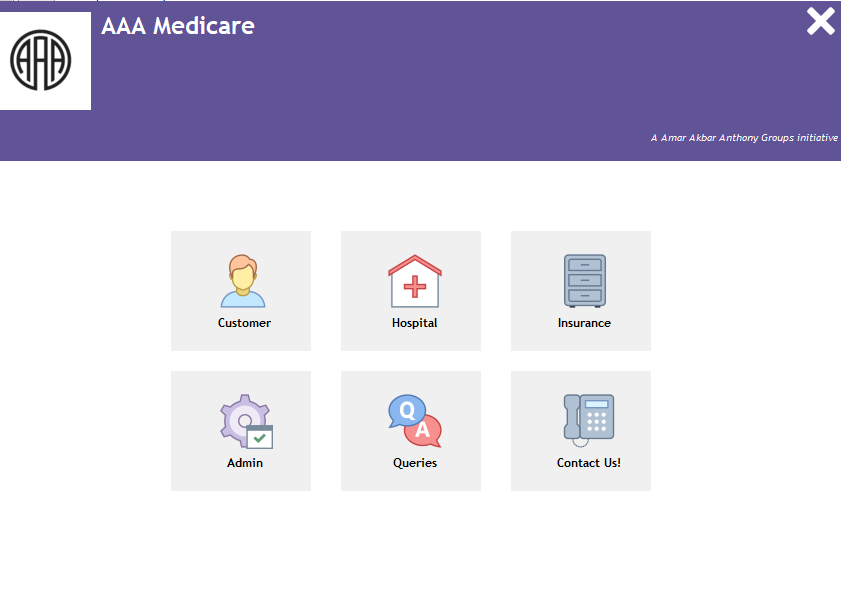 AAA Medicare
AAA
A Amar Akbar Anthony Groups initiative
Customer
Hospital
Insurance
Admin
Q
A
Queries
Contact Us!